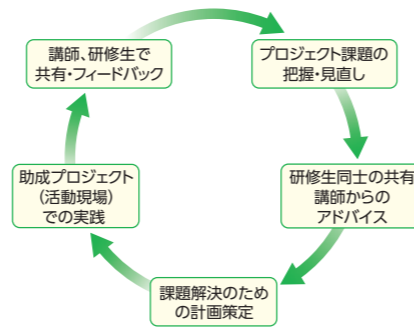 講師、研修生で
共有・フィードバック
プロジェクト課題の
把握・見直し
研修生同士の共有
講師からの
アドバイス
課題解決のため
の計画策定
助成プロジェクト
(活動現場)
での実践